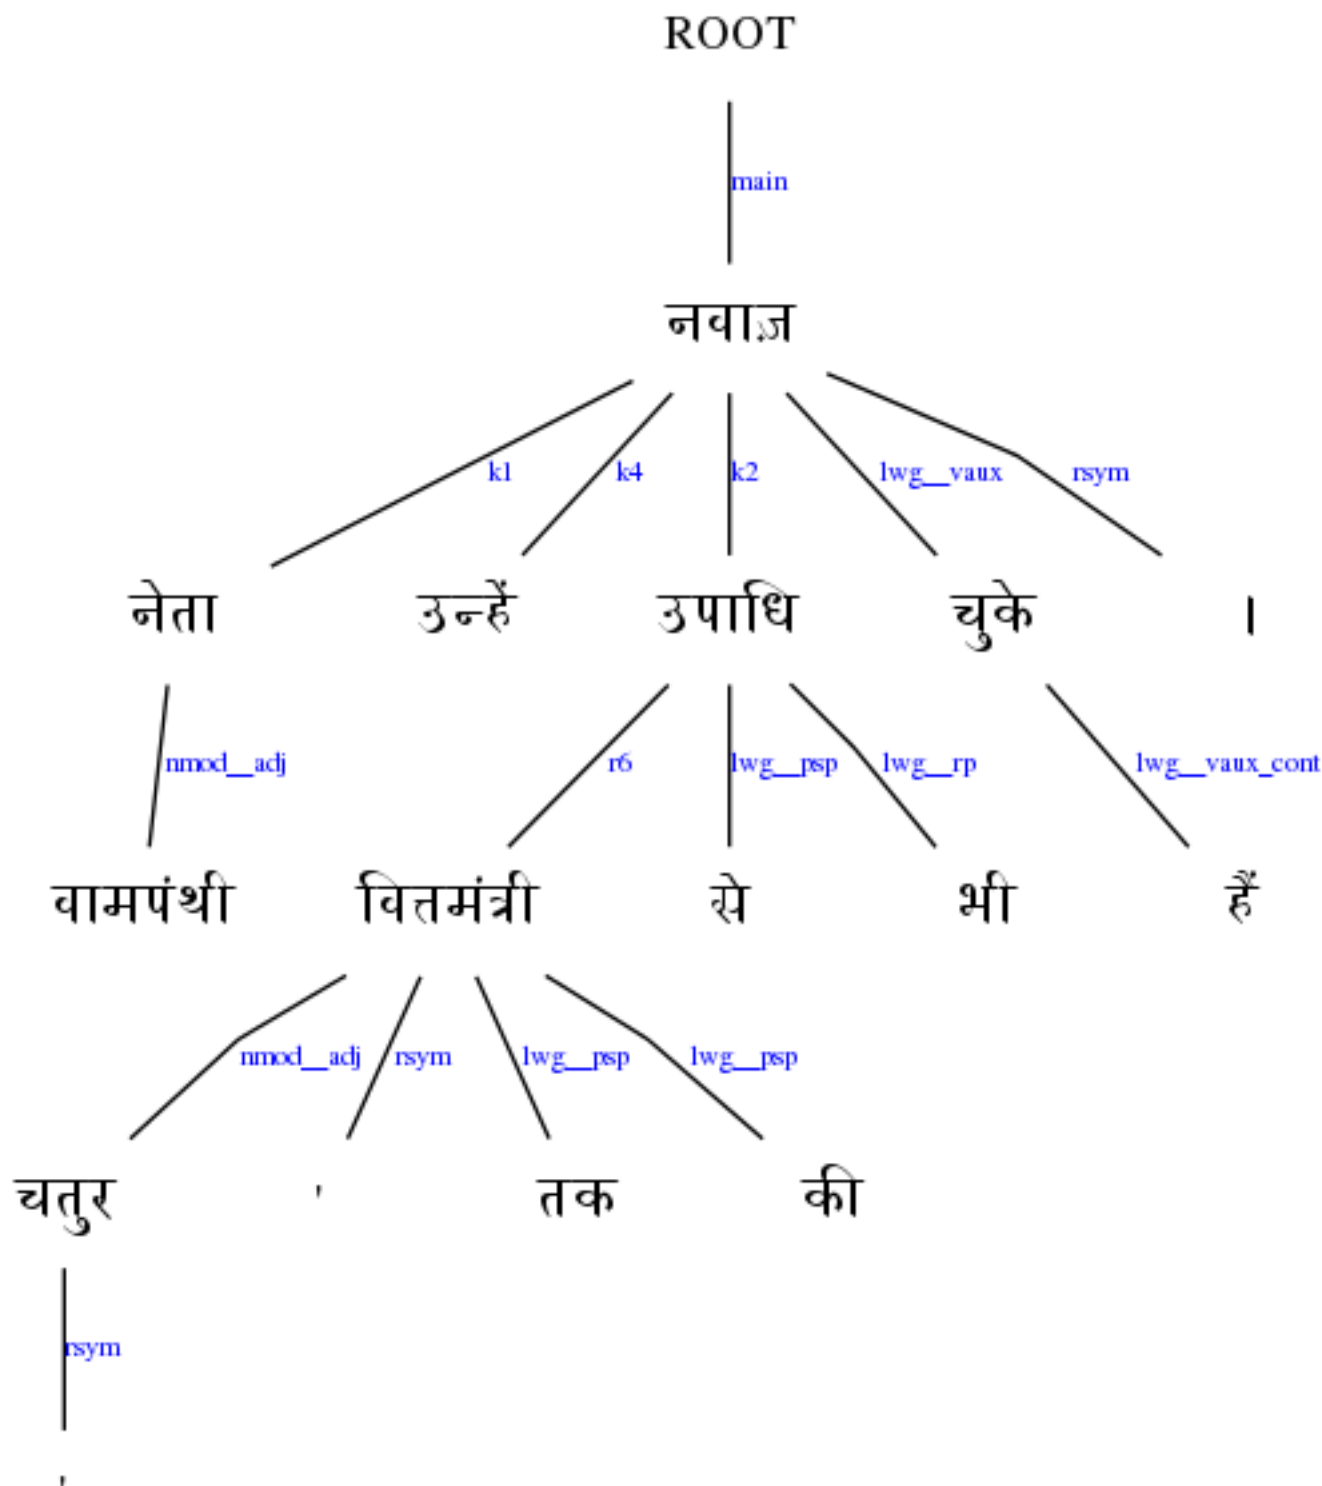 ROOT
main
नवाज़
k1 k4 k2 lwg__vaux rsym
नेता उन्हें उपाधि चुके ।
nmod__adj r6 lwg__psp lwg__rp lwg__vaux_cont
वामपंथी वित्तमंत्री से भी हैं
nmod__adj rsym lwg__psp lwg__psp
चतुर ' तक की
rsym
'